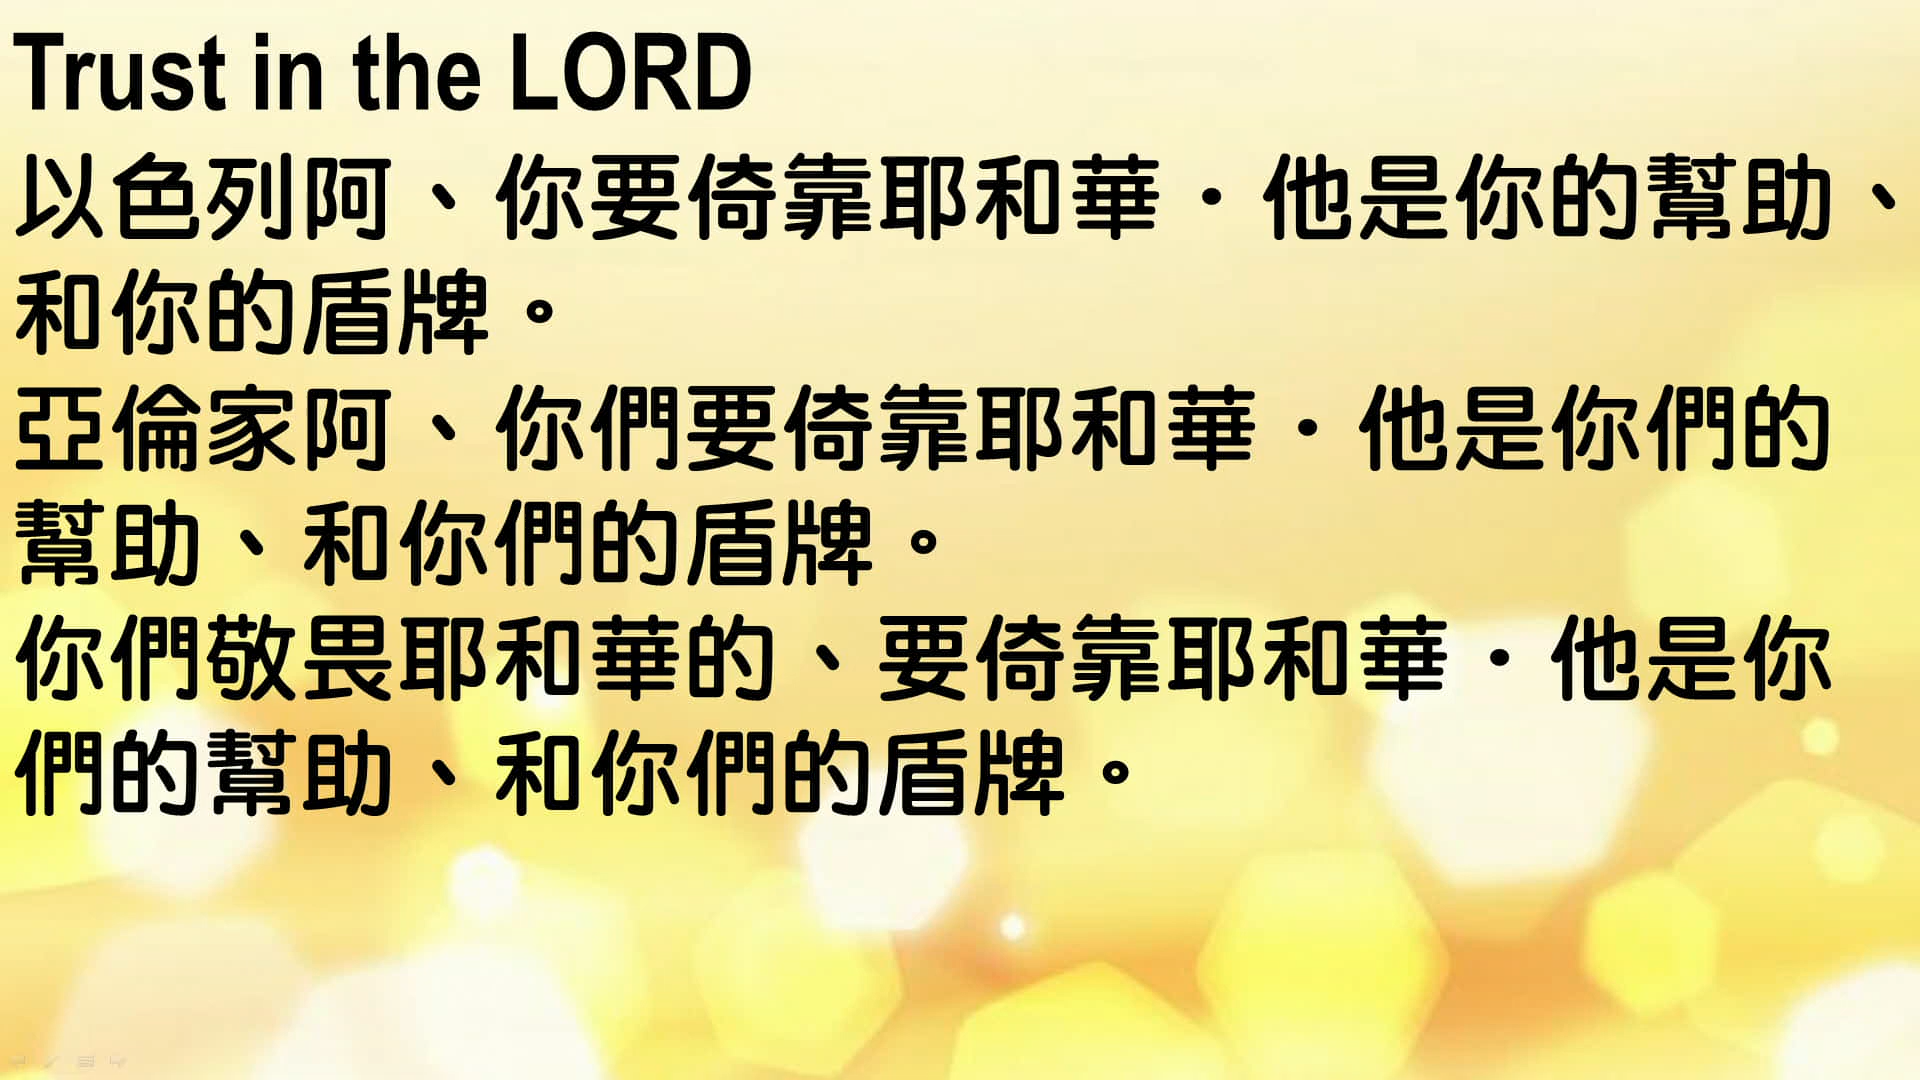 Trust in the LORD
以色列阿、你要倚靠耶和華．他是你的幫助、
和你的盾牌。
亞倫家阿、你們要倚靠耶和華．他是你們的
幫助、和你們的盾牌。
你們敬畏耶和華的、要倚靠耶和華．他是你
們的幫助、和你們的盾牌。